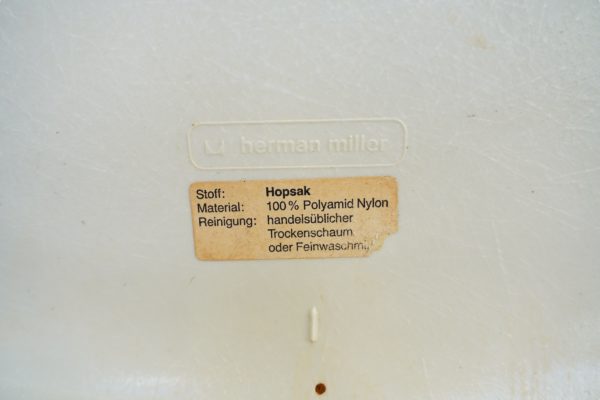 herman miller
Stoff: Hopsak
Material: 100% Polyamid Nylon
Reinigung: handelsüblicher
Trockenschaum
oder Feinwaschm